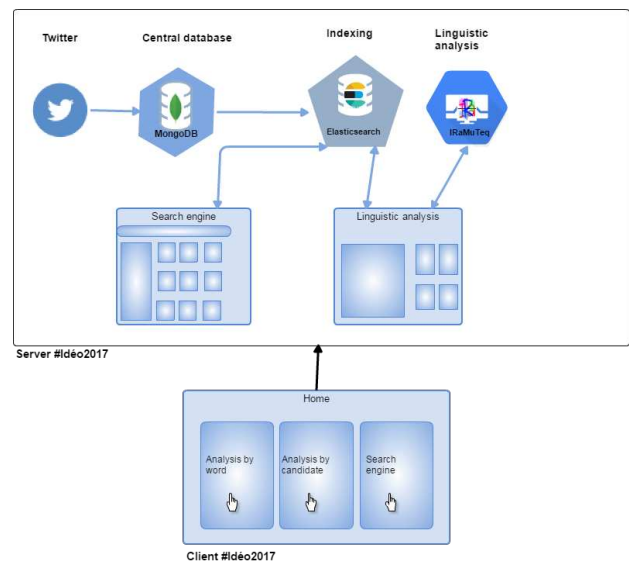 Twitter
Central database
Indexing
Linguistic
analysis
MongoDB
Elasticsearch
IRaMuTeq
Search engine
Linguistic analysis
Server #Idéo2017
Home
Analysis by
word
Analysis by
candidate
Search
engine
Client #Idéo2017